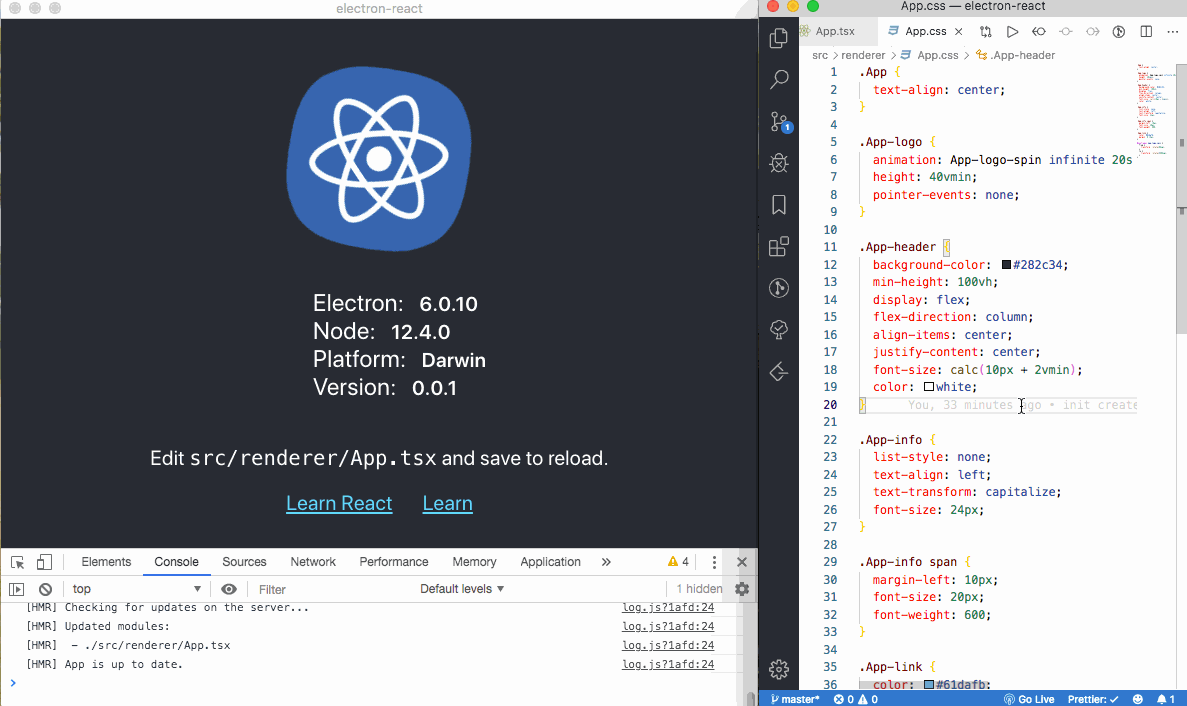 electron-react
Electron: 6.0.10
Node: 12.4.0
Platform: Darwin
Version: 0.0.1
Edit src/renderer/App.tsx and save to reload.
Learn React Learn
Elements Console Sources Network Performance Memory Application » 4
top Filter Default levels ▼ 1 hidden
[HMR] Checking for updates on the server... log.js?1afd:24
[HMR] Updated modules: log.js?1afd:24
[HMR]  - ./src/renderer/App.tsx log.js?1afd:24
[HMR] App is up to date. log.js?1afd:24
App.css — electron-react
App.tsx App.css
src › renderer › App.css › .App-header
1 .App {
2 text-align: center;
3 }
4
5 .App-logo {
6 animation: App-logo-spin infinite 20s
7 height: 40vmin;
8 pointer-events: none;
9 }
10
11 .App-header {
12 background-color: #282c34;
13 min-height: 100vh;
14 display: flex;
15 flex-direction: column;
16 align-items: center;
17 justify-content: center;
18 font-size: calc(10px + 2vmin);
19 color: white;
20 } You, 33 minutes ago • init create
21
22 .App-info {
23 list-style: none;
24 text-align: left;
25 text-transform: capitalize;
26 font-size: 24px;
27 }
28
29 .App-info span {
30 margin-left: 10px;
31 font-size: 20px;
32 font-weight: 600;
33 }
34
35 .App-link {
36 color: #61dafb;
1
master* 0 0 Go Live Prettier: ✓ 1